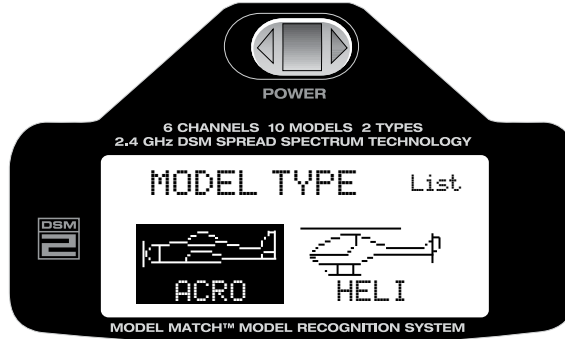 POWER
6 CHANNELS 10 MODELS 2 TYPES
2.4 GHz DSM SPREAD SPECTRUM TECHNOLOGY
MODEL TYPE List
DSM
2
ACRO HELI
MODEL MATCH™ MODEL RECOGNITION SYSTEM